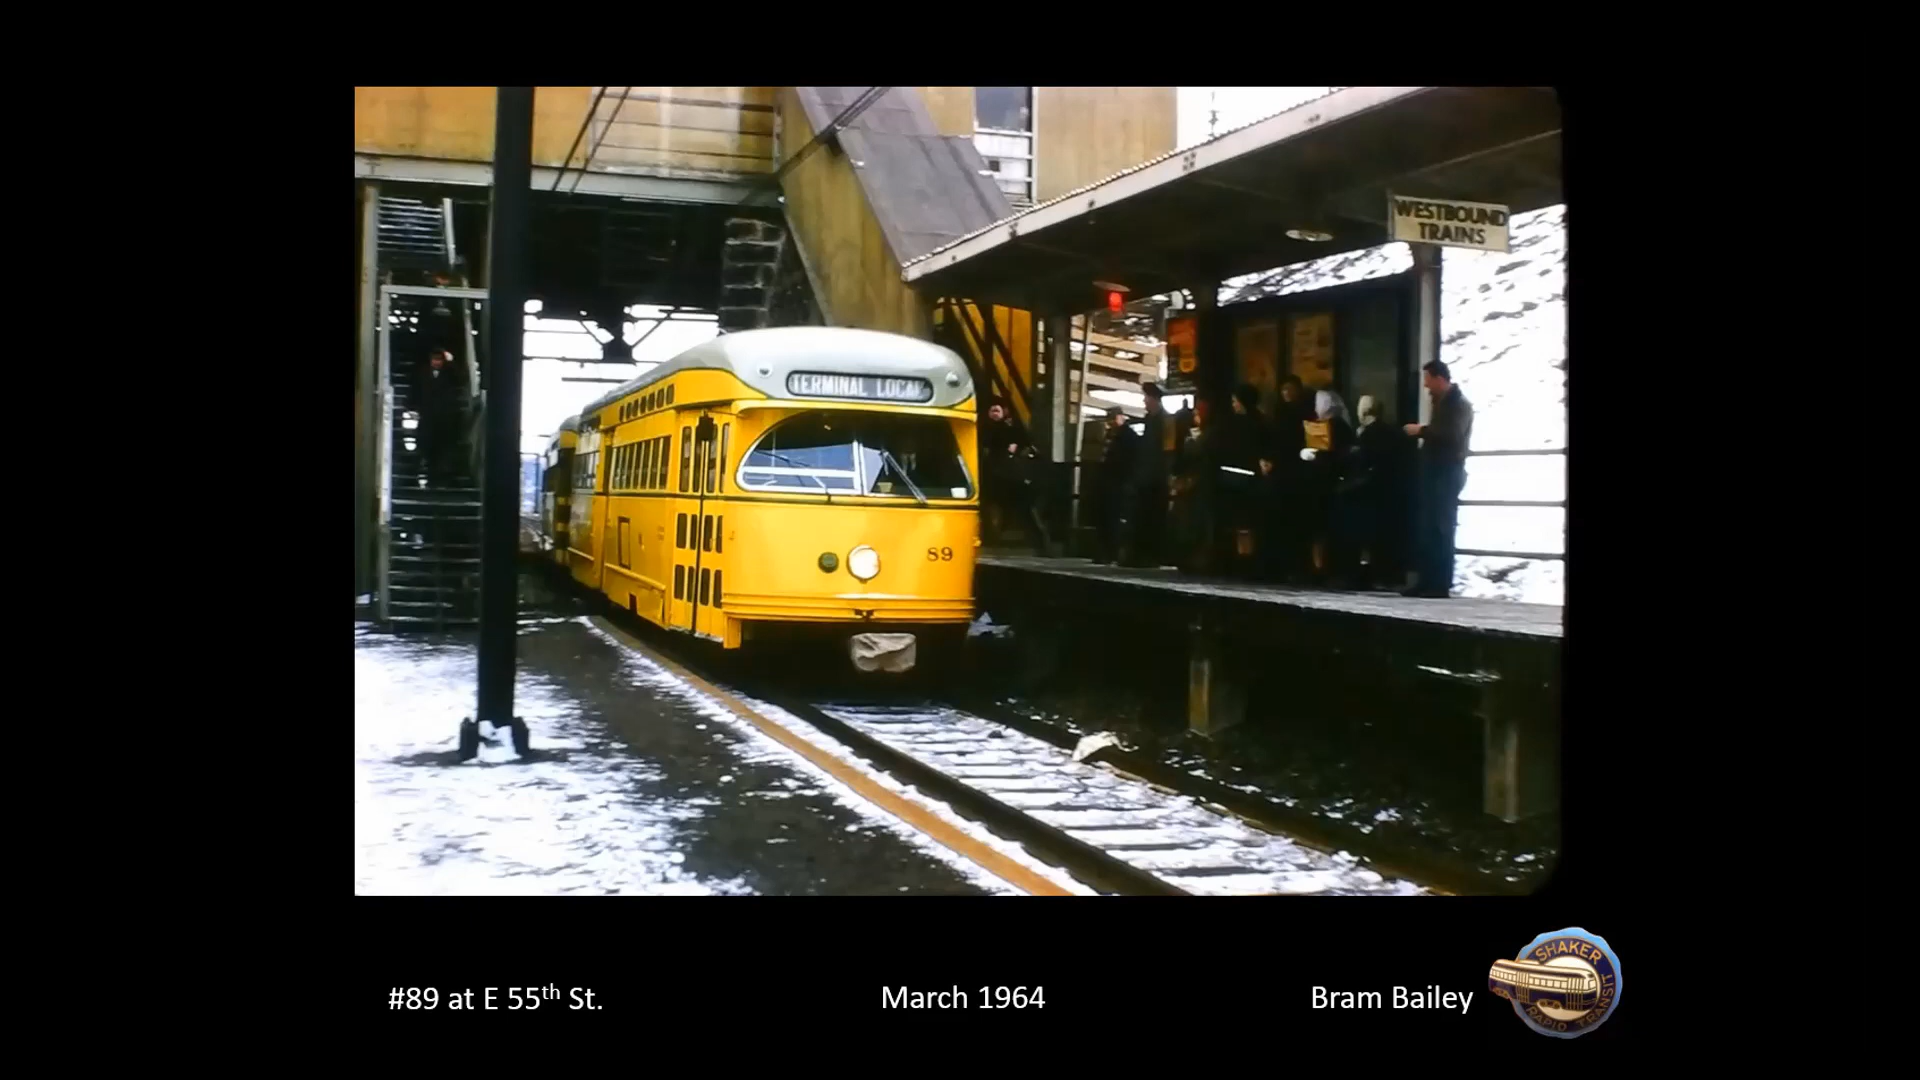 WESTBOUND
TRAINS
TERMINAL LOCAL
89
#89 at E 55th St.
March 1964
Bram Bailey
SHAKER
RAPID TRANSIT